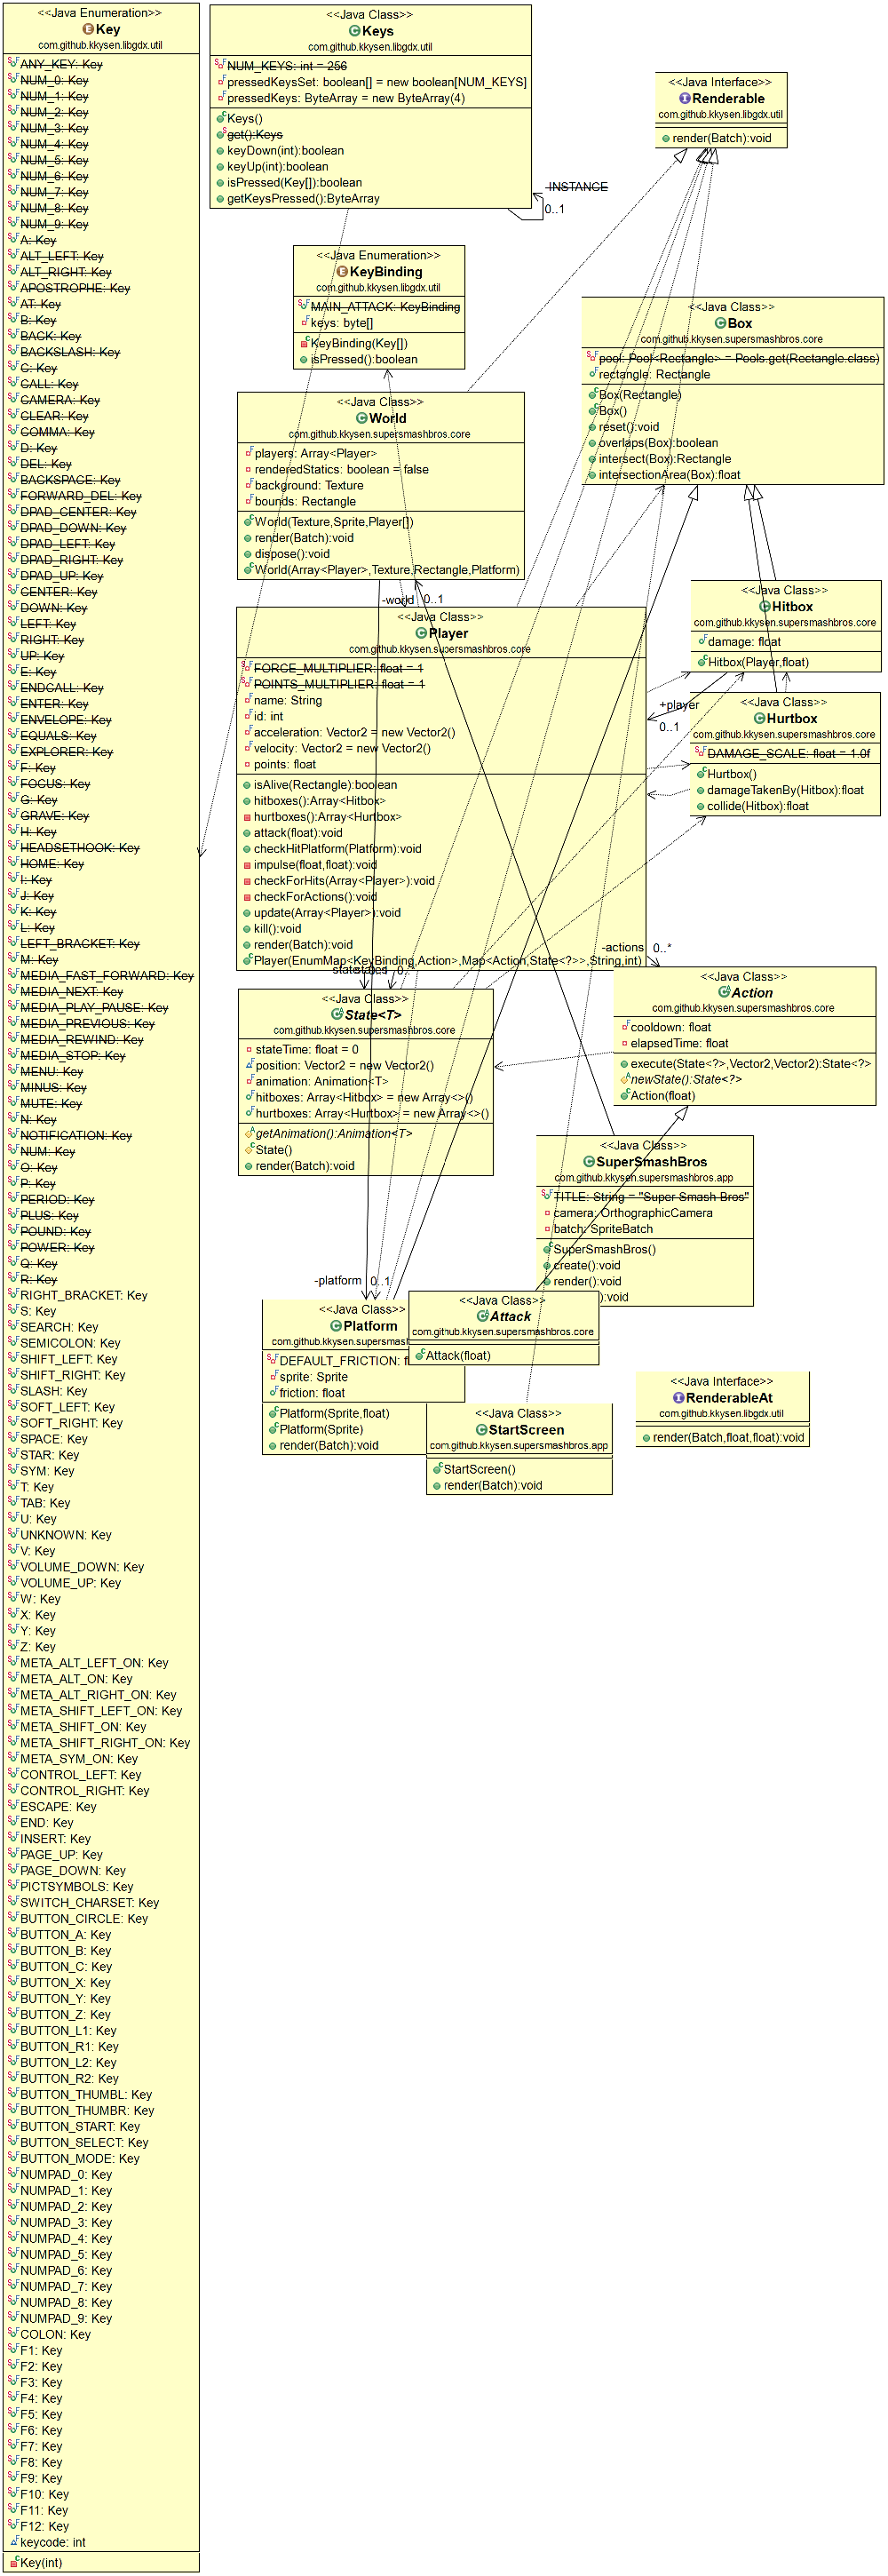 <<Java Enumeration>>
Key
com.github.kkysen.libgdx.util
ANY_KEY: Key
NUM_0: Key
NUM_1: Key
NUM_2: Key
NUM_3: Key
NUM_4: Key
NUM_5: Key
NUM_6: Key
NUM_7: Key
NUM_8: Key
NUM_9: Key
A: Key
ALT_LEFT: Key
ALT_RIGHT: Key
APOSTROPHE: Key
AT: Key
B: Key
BACK: Key
BACKSLASH: Key
C: Key
CALL: Key
CAMERA: Key
CLEAR: Key
COMMA: Key
D: Key
DEL: Key
BACKSPACE: Key
FORWARD_DEL: Key
DPAD_CENTER: Key
DPAD_DOWN: Key
DPAD_LEFT: Key
DPAD_RIGHT: Key
DPAD_UP: Key
CENTER: Key
DOWN: Key
LEFT: Key
RIGHT: Key
UP: Key
E: Key
ENDCALL: Key
ENTER: Key
ENVELOPE: Key
EQUALS: Key
EXPLORER: Key
F: Key
FOCUS: Key
G: Key
GRAVE: Key
H: Key
HEADSETHOOK: Key
HOME: Key
I: Key
J: Key
K: Key
L: Key
LEFT_BRACKET: Key
M: Key
MEDIA_FAST_FORWARD: Key
MEDIA_NEXT: Key
MEDIA_PLAY_PAUSE: Key
MEDIA_PREVIOUS: Key
MEDIA_REWIND: Key
MEDIA_STOP: Key
MENU: Key
MINUS: Key
MUTE: Key
N: Key
NOTIFICATION: Key
NUM: Key
O: Key
P: Key
PERIOD: Key
PLUS: Key
POUND: Key
POWER: Key
Q: Key
R: Key
RIGHT_BRACKET: Key
S: Key
SEARCH: Key
SEMICOLON: Key
SHIFT_LEFT: Key
SHIFT_RIGHT: Key
SLASH: Key
SOFT_LEFT: Key
SOFT_RIGHT: Key
SPACE: Key
STAR: Key
SYM: Key
T: Key
TAB: Key
U: Key
UNKNOWN: Key
V: Key
VOLUME_DOWN: Key
VOLUME_UP: Key
W: Key
X: Key
Y: Key
Z: Key
META_ALT_LEFT_ON: Key
META_ALT_ON: Key
META_ALT_RIGHT_ON: Key
META_SHIFT_LEFT_ON: Key
META_SHIFT_ON: Key
META_SHIFT_RIGHT_ON: Key
META_SYM_ON: Key
CONTROL_LEFT: Key
CONTROL_RIGHT: Key
ESCAPE: Key
END: Key
INSERT: Key
PAGE_UP: Key
PAGE_DOWN: Key
PICTSYMBOLS: Key
SWITCH_CHARSET: Key
BUTTON_CIRCLE: Key
BUTTON_A: Key
BUTTON_B: Key
BUTTON_C: Key
BUTTON_X: Key
BUTTON_Y: Key
BUTTON_Z: Key
BUTTON_L1: Key
BUTTON_R1: Key
BUTTON_L2: Key
BUTTON_R2: Key
BUTTON_THUMBL: Key
BUTTON_THUMBR: Key
BUTTON_START: Key
BUTTON_SELECT: Key
BUTTON_MODE: Key
NUMPAD_0: Key
NUMPAD_1: Key
NUMPAD_2: Key
NUMPAD_3: Key
NUMPAD_4: Key
NUMPAD_5: Key
NUMPAD_6: Key
NUMPAD_7: Key
NUMPAD_8: Key
NUMPAD_9: Key
COLON: Key
F1: Key
F2: Key
F3: Key
F4: Key
F5: Key
F6: Key
F7: Key
F8: Key
F9: Key
F10: Key
F11: Key
F12: Key
keycode: int
Key(int)
<<Java Class>>
Keys
com.github.kkysen.libgdx.util
NUM_KEYS: int = 256
pressedKeysSet: boolean[] = new boolean[NUM_KEYS]
pressedKeys: ByteArray = new ByteArray(4)
Keys()
get():Keys
keyDown(int):boolean
keyUp(int):boolean
isPressed(Key[]):boolean
getKeysPressed():ByteArray
-INSTANCE
0..1
<<Java Interface>>
Renderable
com.github.kkysen.libgdx.util
render(Batch):void
<<Java Enumeration>>
KeyBinding
com.github.kkysen.libgdx.util
MAIN_ATTACK: KeyBinding
keys: byte[]
KeyBinding(Key[])
isPressed():boolean
<<Java Class>>
Box
com.github.kkysen.supersmashbros.core
pool: Pool<Rectangle> = Pools.get(Rectangle.class)
rectangle: Rectangle
Box(Rectangle)
Box()
reset():void
overlaps(Box):boolean
intersect(Box):Rectangle
intersectionArea(Box):float
<<Java Class>>
World
com.github.kkysen.supersmashbros.core
players: Array<Player>
renderedStatics: boolean = false
background: Texture
bounds: Rectangle
World(Texture,Sprite,Player[])
render(Batch):void
dispose():void
World(Array<Player>,Texture,Rectangle,Platform)
-world
0..1
<<Java Class>>
Hitbox
com.github.kkysen.supersmashbros.core
damage: float
Hitbox(Player,float)
+player
0..1
<<Java Class>>
Player
com.github.kkysen.supersmashbros.core
FORCE_MULTIPLIER: float = 1
POINTS_MULTIPLIER: float = 1
name: String
id: int
acceleration: Vector2 = new Vector2()
velocity: Vector2 = new Vector2()
points: float
isAlive(Rectangle):boolean
hitboxes():Array<Hitbox>
hurtboxes():Array<Hurtbox>
attack(float):void
checkHitPlatform(Platform):void
impulse(float,float):void
checkForHits(Array<Player>):void
checkForActions():void
update(Array<Player>):void
kill():void
render(Batch):void
Player(EnumMap<KeyBinding,Action>,Map<Action,State<?>>,String,int)
<<Java Class>>
Hurtbox
com.github.kkysen.supersmashbros.core
DAMAGE_SCALE: float = 1.0f
Hurtbox()
damageTakenBy(Hitbox):float
collide(Hitbox):float
-actions
0..*
0..*
<<Java Class>>
State<T>
com.github.kkysen.supersmashbros.core
stateTime: float = 0
position: Vector2 = new Vector2()
animation: Animation<T>
hitboxes: Array<Hitbox> = new Array<>()
hurtboxes: Array<Hurtbox> = new Array<>()
getAnimation():Animation<T>
State()
render(Batch):void
<<Java Class>>
Action
com.github.kkysen.supersmashbros.core
cooldown: float
elapsedTime: float
execute(State<?>,Vector2,Vector2):State<?>
newState():State<?>
Action(float)
<<Java Class>>
SuperSmashBros
com.github.kkysen.supersmashbros.app
TITLE: String = "Super Smash Bros"
camera: OrthographicCamera
batch: SpriteBatch
SuperSmashBros()
create():void
render():void
):void
-platform
0..1
<<Java Class>>
Platform
com.github.kkysen.supersmash
DEFAULT_FRICTION: f
sprite: Sprite
friction: float
Platform(Sprite,float)
Platform(Sprite)
render(Batch):void
<<Java Class>>
Attack
com.github.kkysen.supersmashbros.core
Attack(float)
<<Java Class>>
StartScreen
com.github.kkysen.supersmashbros.app
StartScreen()
render(Batch):void
<<Java Interface>>
RenderableAt
com.github.kkysen.libgdx.util
render(Batch,float,float):void